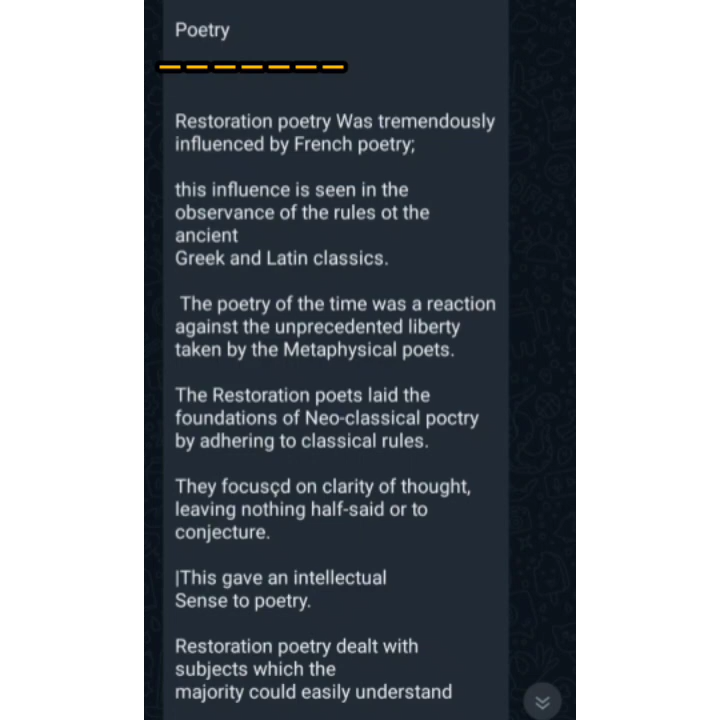 Poetry
Restoration poetry Was tremendously
influenced by French poetry;
this influence is seen in the
observance of the rules ot the
ancient
Greek and Latin classics.
The poetry of the time was a reaction
against the unprecedented liberty
taken by the Metaphysical poets.
The Restoration poets laid the
foundations of Neo-classical poctry
by adhering to classical rules.
They focusçd on clarity of thought,
leaving nothing half-said or to
conjecture.
|This gave an intellectual
Sense to poetry.
Restoration poetry dealt with
subjects which the
majority could easily understand